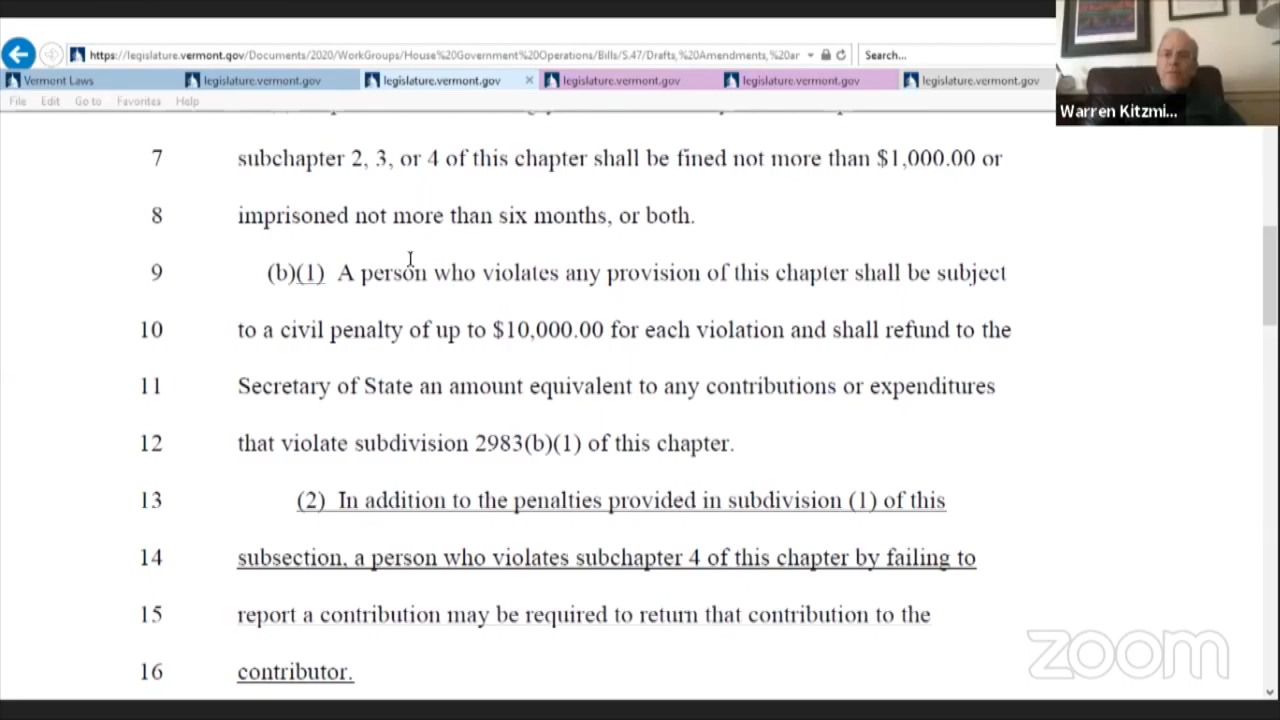 https://legislature.vermont.gov/Documents/2020/WorkGroups/House%20Government%20Operations/Bills/S.47/Drafts,%20Amendments,%20ar
Search...
Vermont Laws
legislature.vermont.gov
legislature.vermont.gov
legislature.vermont.gov
legislature.vermont.gov
legislature.vermont.gov
File Edit Go to Favorites Help
Warren Kitzmi...
7 subchapter 2, 3, or 4 of this chapter shall be fined not more than $1,000.00 or
8 imprisoned not more than six months, or both.
9 (b)(1) A person who violates any provision of this chapter shall be subject
10 to a civil penalty of up to $10,000.00 for each violation and shall refund to the
11 Secretary of State an amount equivalent to any contributions or expenditures
12 that violate subdivision 2983(b)(1) of this chapter.
13 (2) In addition to the penalties provided in subdivision (1) of this
14 subsection, a person who violates subchapter 4 of this chapter by failing to
15 report a contribution may be required to return that contribution to the
16 contributor.
zoom